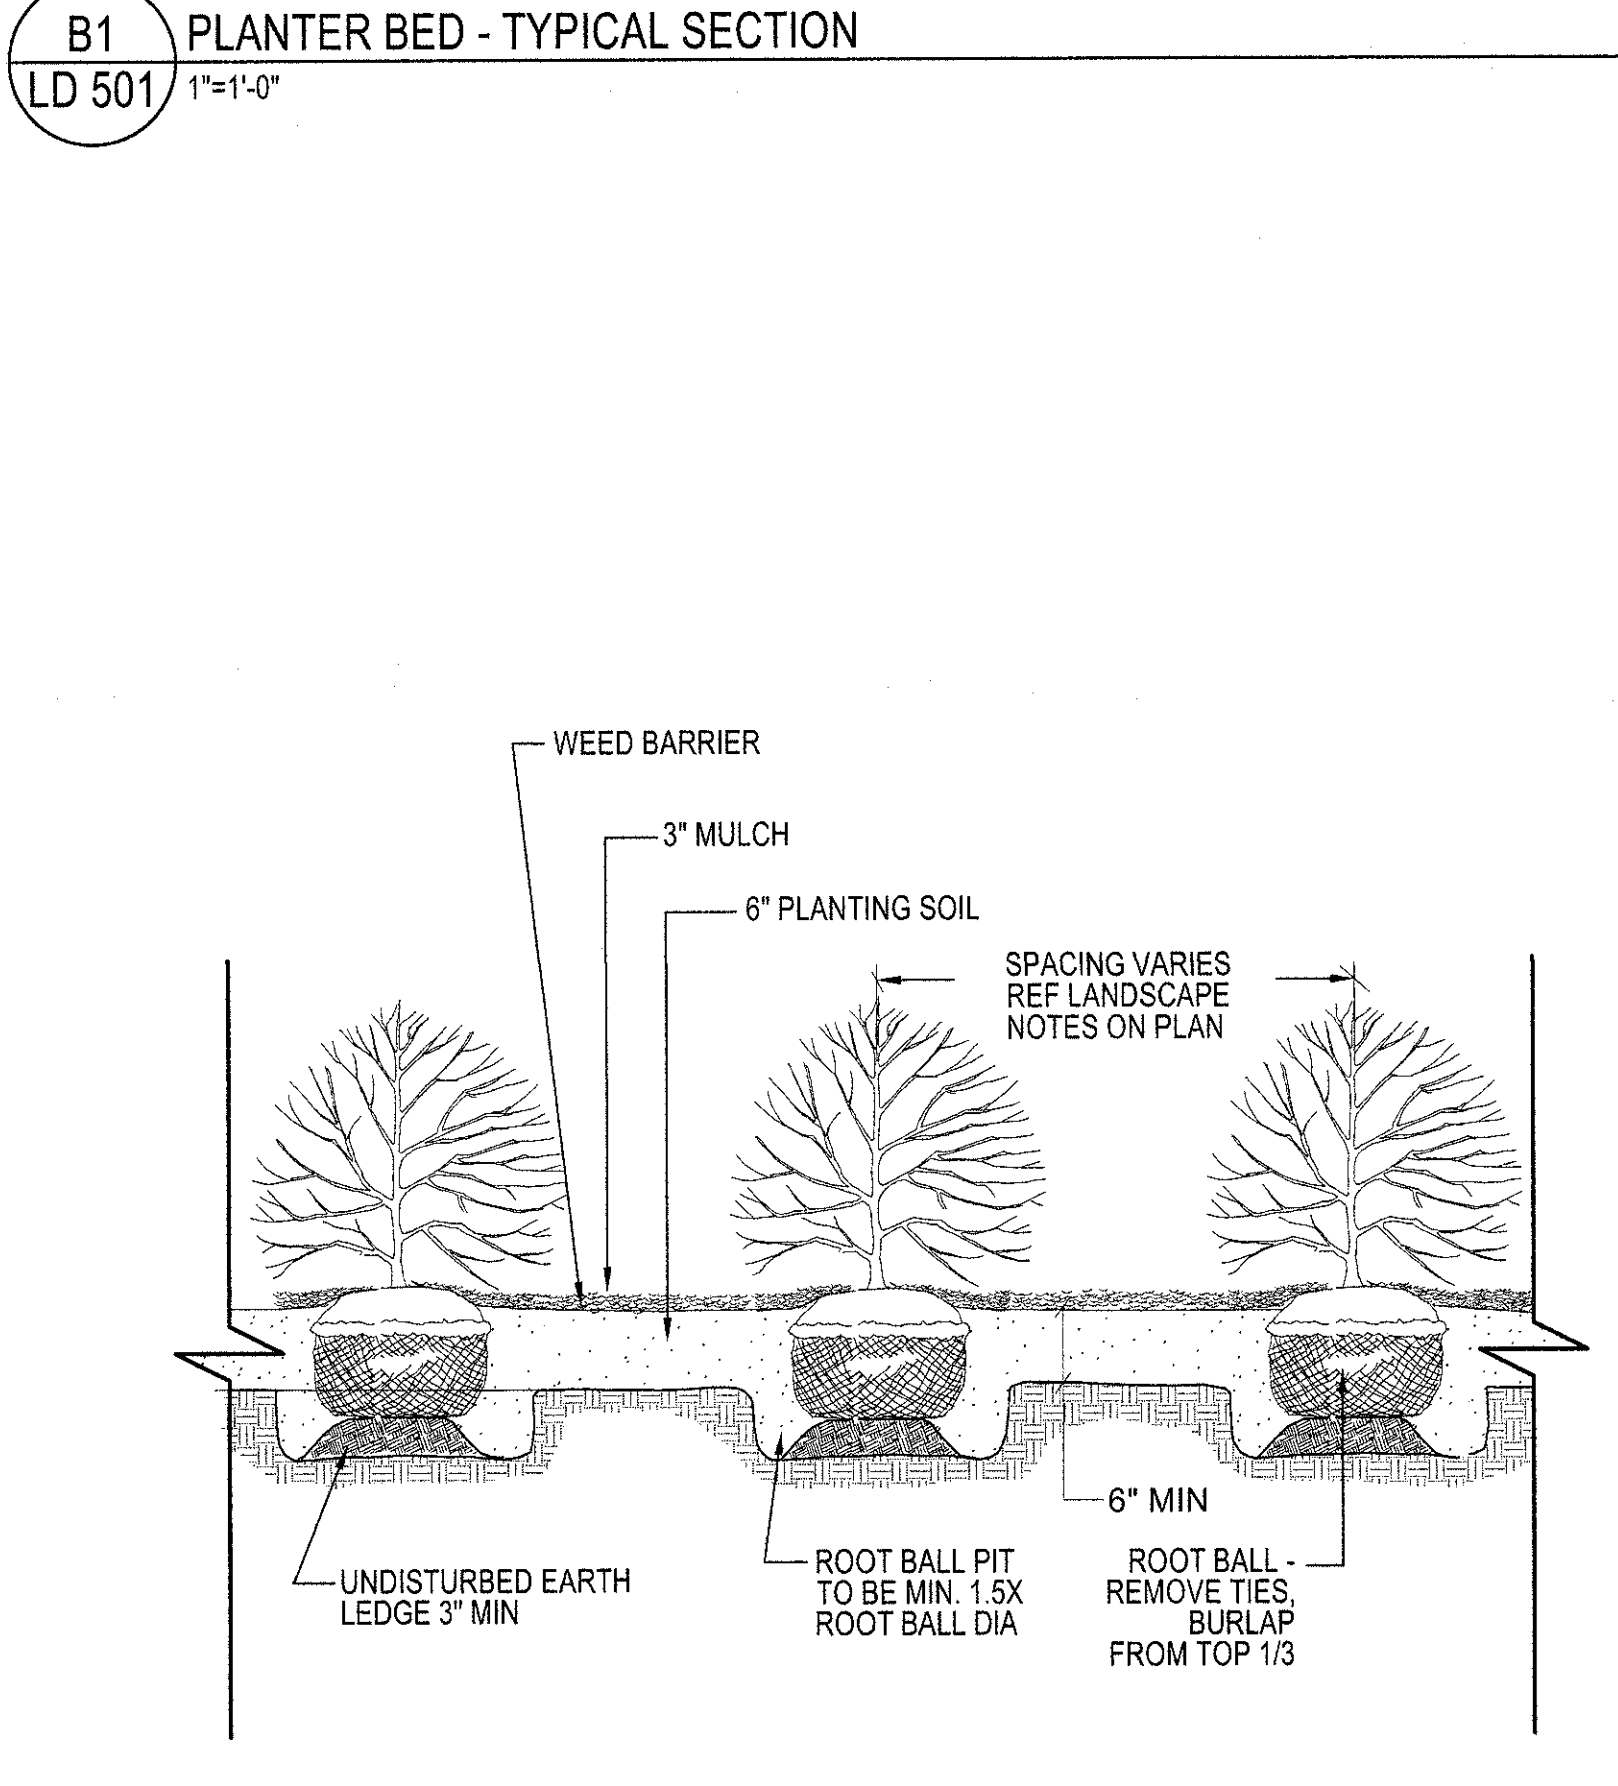 B1
LD 501
PLANTER BED - TYPICAL SECTION
1"=1'-0"
WEED BARRIER
3" MULCH
6" PLANTING SOIL
SPACING VARIES
REF LANDSCAPE
NOTES ON PLAN
6" MIN
UNDISTURBED EARTH
LEDGE 3" MIN
ROOT BALL PIT
TO BE MIN. 1.5X
ROOT BALL DIA
ROOT BALL -
REMOVE TIES,
BURLAP
FROM TOP 1/3